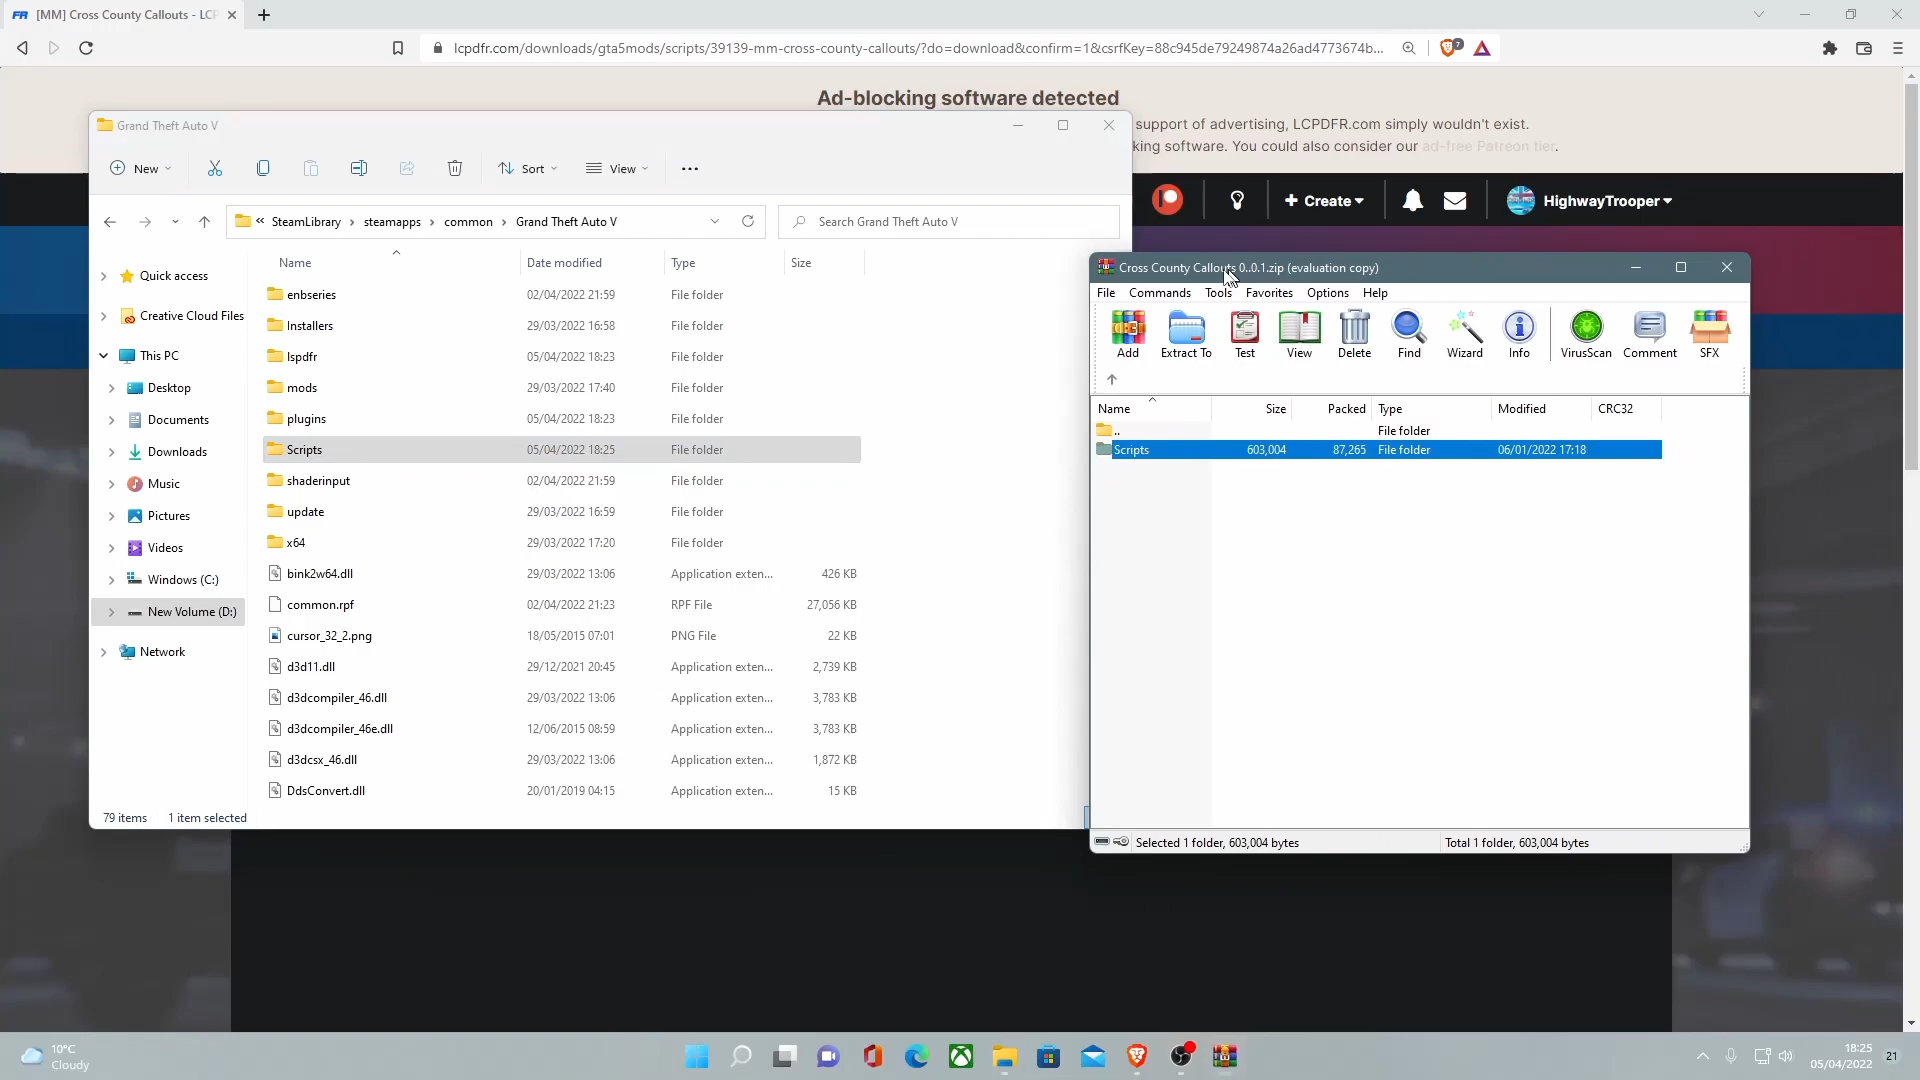 [MM] Cross County Callouts - LCP
lcpdfr.com/downloads/gta5mods/scripts/39139-mm-cross-county-callouts/?do=download&confirm=1&csrfKey=88c945de79249874a26ad4773674b...
7
Ad-blocking software detected
support of advertising, LCPDFR.com simply wouldn't exist.
king software. You could also consider our ad-free Patreon tier.
Create
HighwayTrooper
Grand Theft Auto V
New
Sort
View
SteamLibrary
steamapps
common
Grand Theft Auto V
Search Grand Theft Auto V
Name
Date modified
Type
Size
Quick access
Creative Cloud Files
This PC
Desktop
Documents
Downloads
Music
Pictures
Videos
Windows (C:)
New Volume (D:)
Network
enbseries 02/04/2022 21:59 File folder
Installers 29/03/2022 16:58 File folder
lspdfr 05/04/2022 18:23 File folder
mods 29/03/2022 17:40 File folder
plugins 05/04/2022 18:23 File folder
Scripts 05/04/2022 18:25 File folder
shaderinput 02/04/2022 21:59 File folder
update 29/03/2022 16:59 File folder
x64 29/03/2022 17:20 File folder
bink2w64.dll 29/03/2022 13:06 Application exten... 426 KB
common.rpf 02/04/2022 21:23 RPF File 27,056 KB
cursor_32_2.png 18/05/2015 07:01 PNG File 22 KB
d3d11.dll 29/12/2021 20:45 Application exten... 2,739 KB
d3dcompiler_46.dll 29/03/2022 13:06 Application exten... 3,783 KB
d3dcompiler_46e.dll 12/06/2015 08:59 Application exten... 3,783 KB
d3dcsx_46.dll 29/03/2022 13:06 Application exten... 1,872 KB
DdsConvert.dll 20/01/2019 04:15 Application exten... 15 KB
79 items
1 item selected
Cross County Callouts 0..0.1.zip (evaluation copy)
File Commands Tools Favorites Options Help
Add Extract To Test View Delete Find Wizard Info VirusScan Comment SFX
Name Size Packed Type Modified CRC32
.. File folder
Scripts 603,004 87,265 File folder 06/01/2022 17:18
Selected 1 folder, 603,004 bytes
Total 1 folder, 603,004 bytes
10°C
Cloudy
18:25
05/04/2022
21